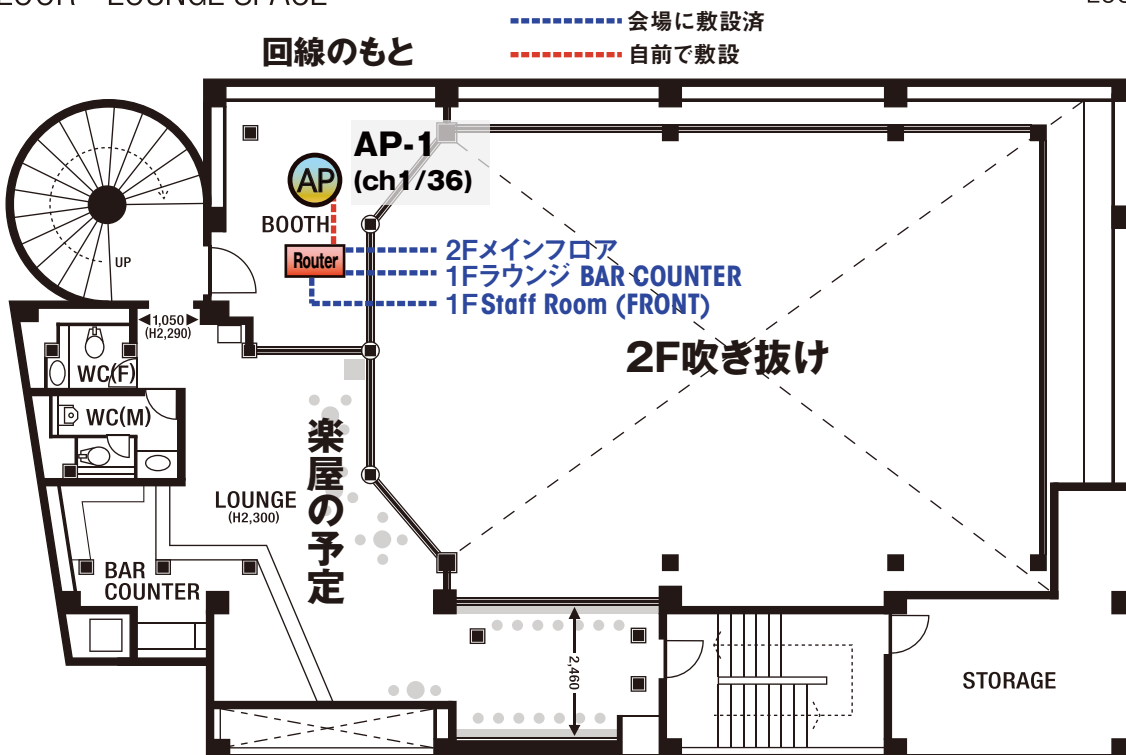 LOUNGE SPACE
会場に敷設済
自前で敷設
回線のもと
AP-1
(ch1/36)
AP
BOOTH
Router
2Fメインフロア
1Fラウンジ BAR COUNTER
1F Staff Room (FRONT)
UP
1,050
(H2,290)
WC(F)
WC(M)
2F吹き抜け
楽屋の予定
LOUNGE
(H2,300)
BAR
COUNTER
2,460
STORAGE